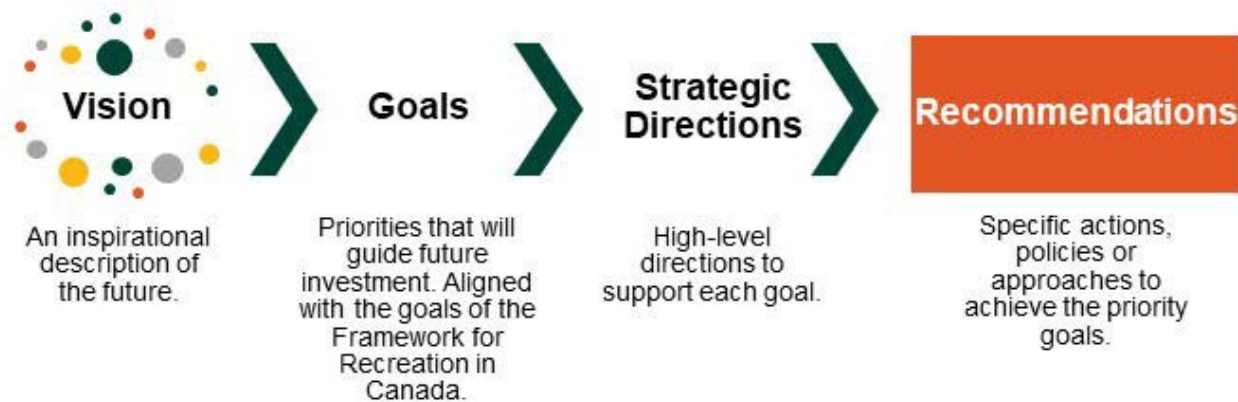 Vision
Goals
Strategic
Directions
Recommendations
An inspirational
description of
the future.
Priorities that will
guide future
investment. Aligned
with the goals of the
Framework for
Recreation in
Canada.
High-level
directions to
support each goal.
Specific actions,
policies or
approaches to
achieve the priority
goals.